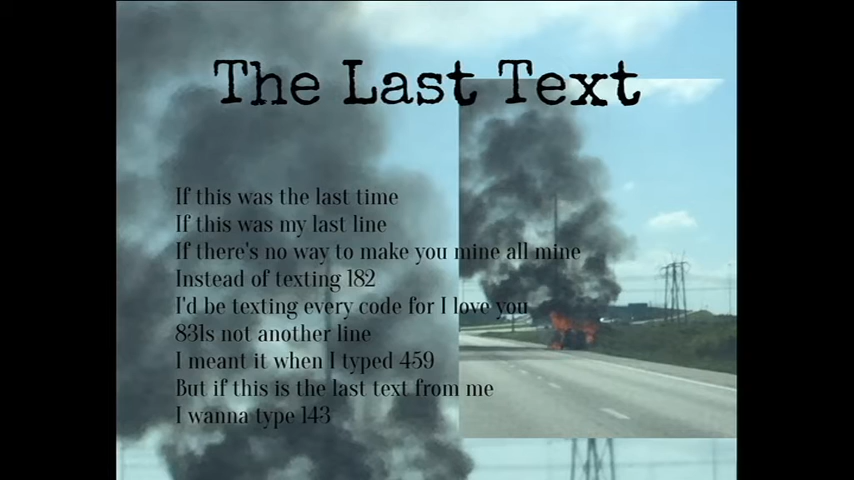 The Last Text
If this was the last time
If this was my last line
If there's no way to make you mine all mine
Instead of texting 182
I'd be texting every code for I love you
831s not another line
I meant it when I typed 459
But if this is the last text from me
I wanna type 143